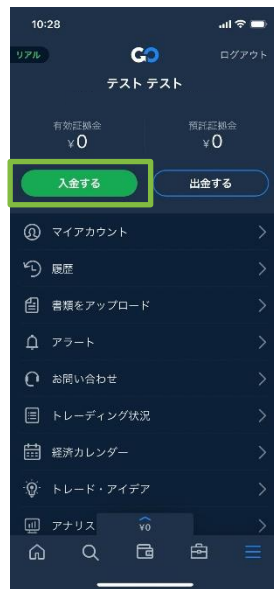 10:28
リアル
GO
ログアウト
テスト テスト
有効証拠金
預託証拠金
¥0
¥0
入金する
出金する
マイアカウント
履歴
書類をアップロード
アラート
お問い合わせ
トレーディング状況
経済カレンダー
トレード・アイデア
アナリス
¥0